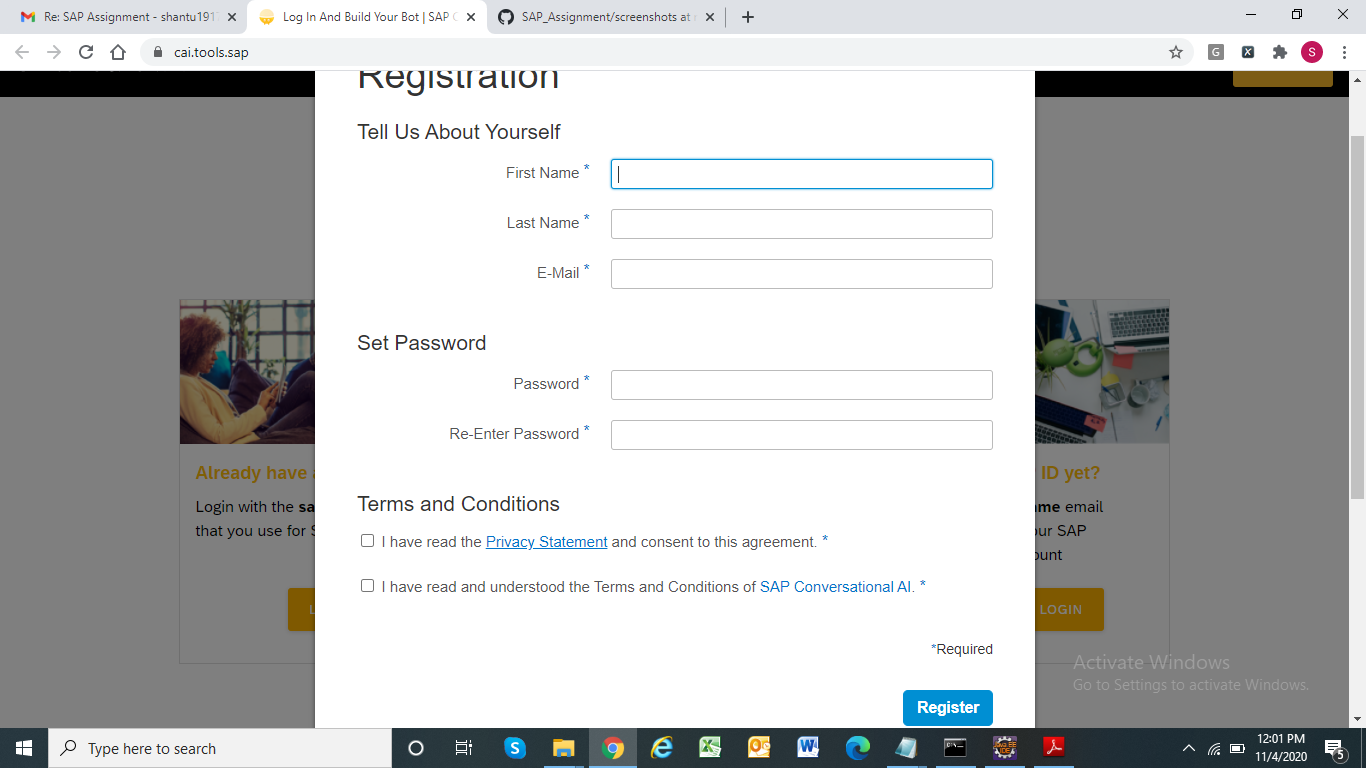 Re: SAP Assignment - shantu191
Log In And Build Your Bot | SAP C
SAP_Assignment/screenshots at
cai.tools.sap
G
X
S
Registration
Tell Us About Yourself
First Name *
Last Name *
E-Mail *
Set Password
Password *
Re-Enter Password *
Already have
ID yet?
Login with the sa
that you use for S
me email
ur SAP
ount
L
LOGIN
Terms and Conditions
I have read the Privacy Statement and consent to this agreement. *
I have read and understood the Terms and Conditions of SAP Conversational AI. *
*Required
Register
Activate Windows
Go to Settings to activate Windows.
Type here to search
12:01 PM
11/4/2020
5